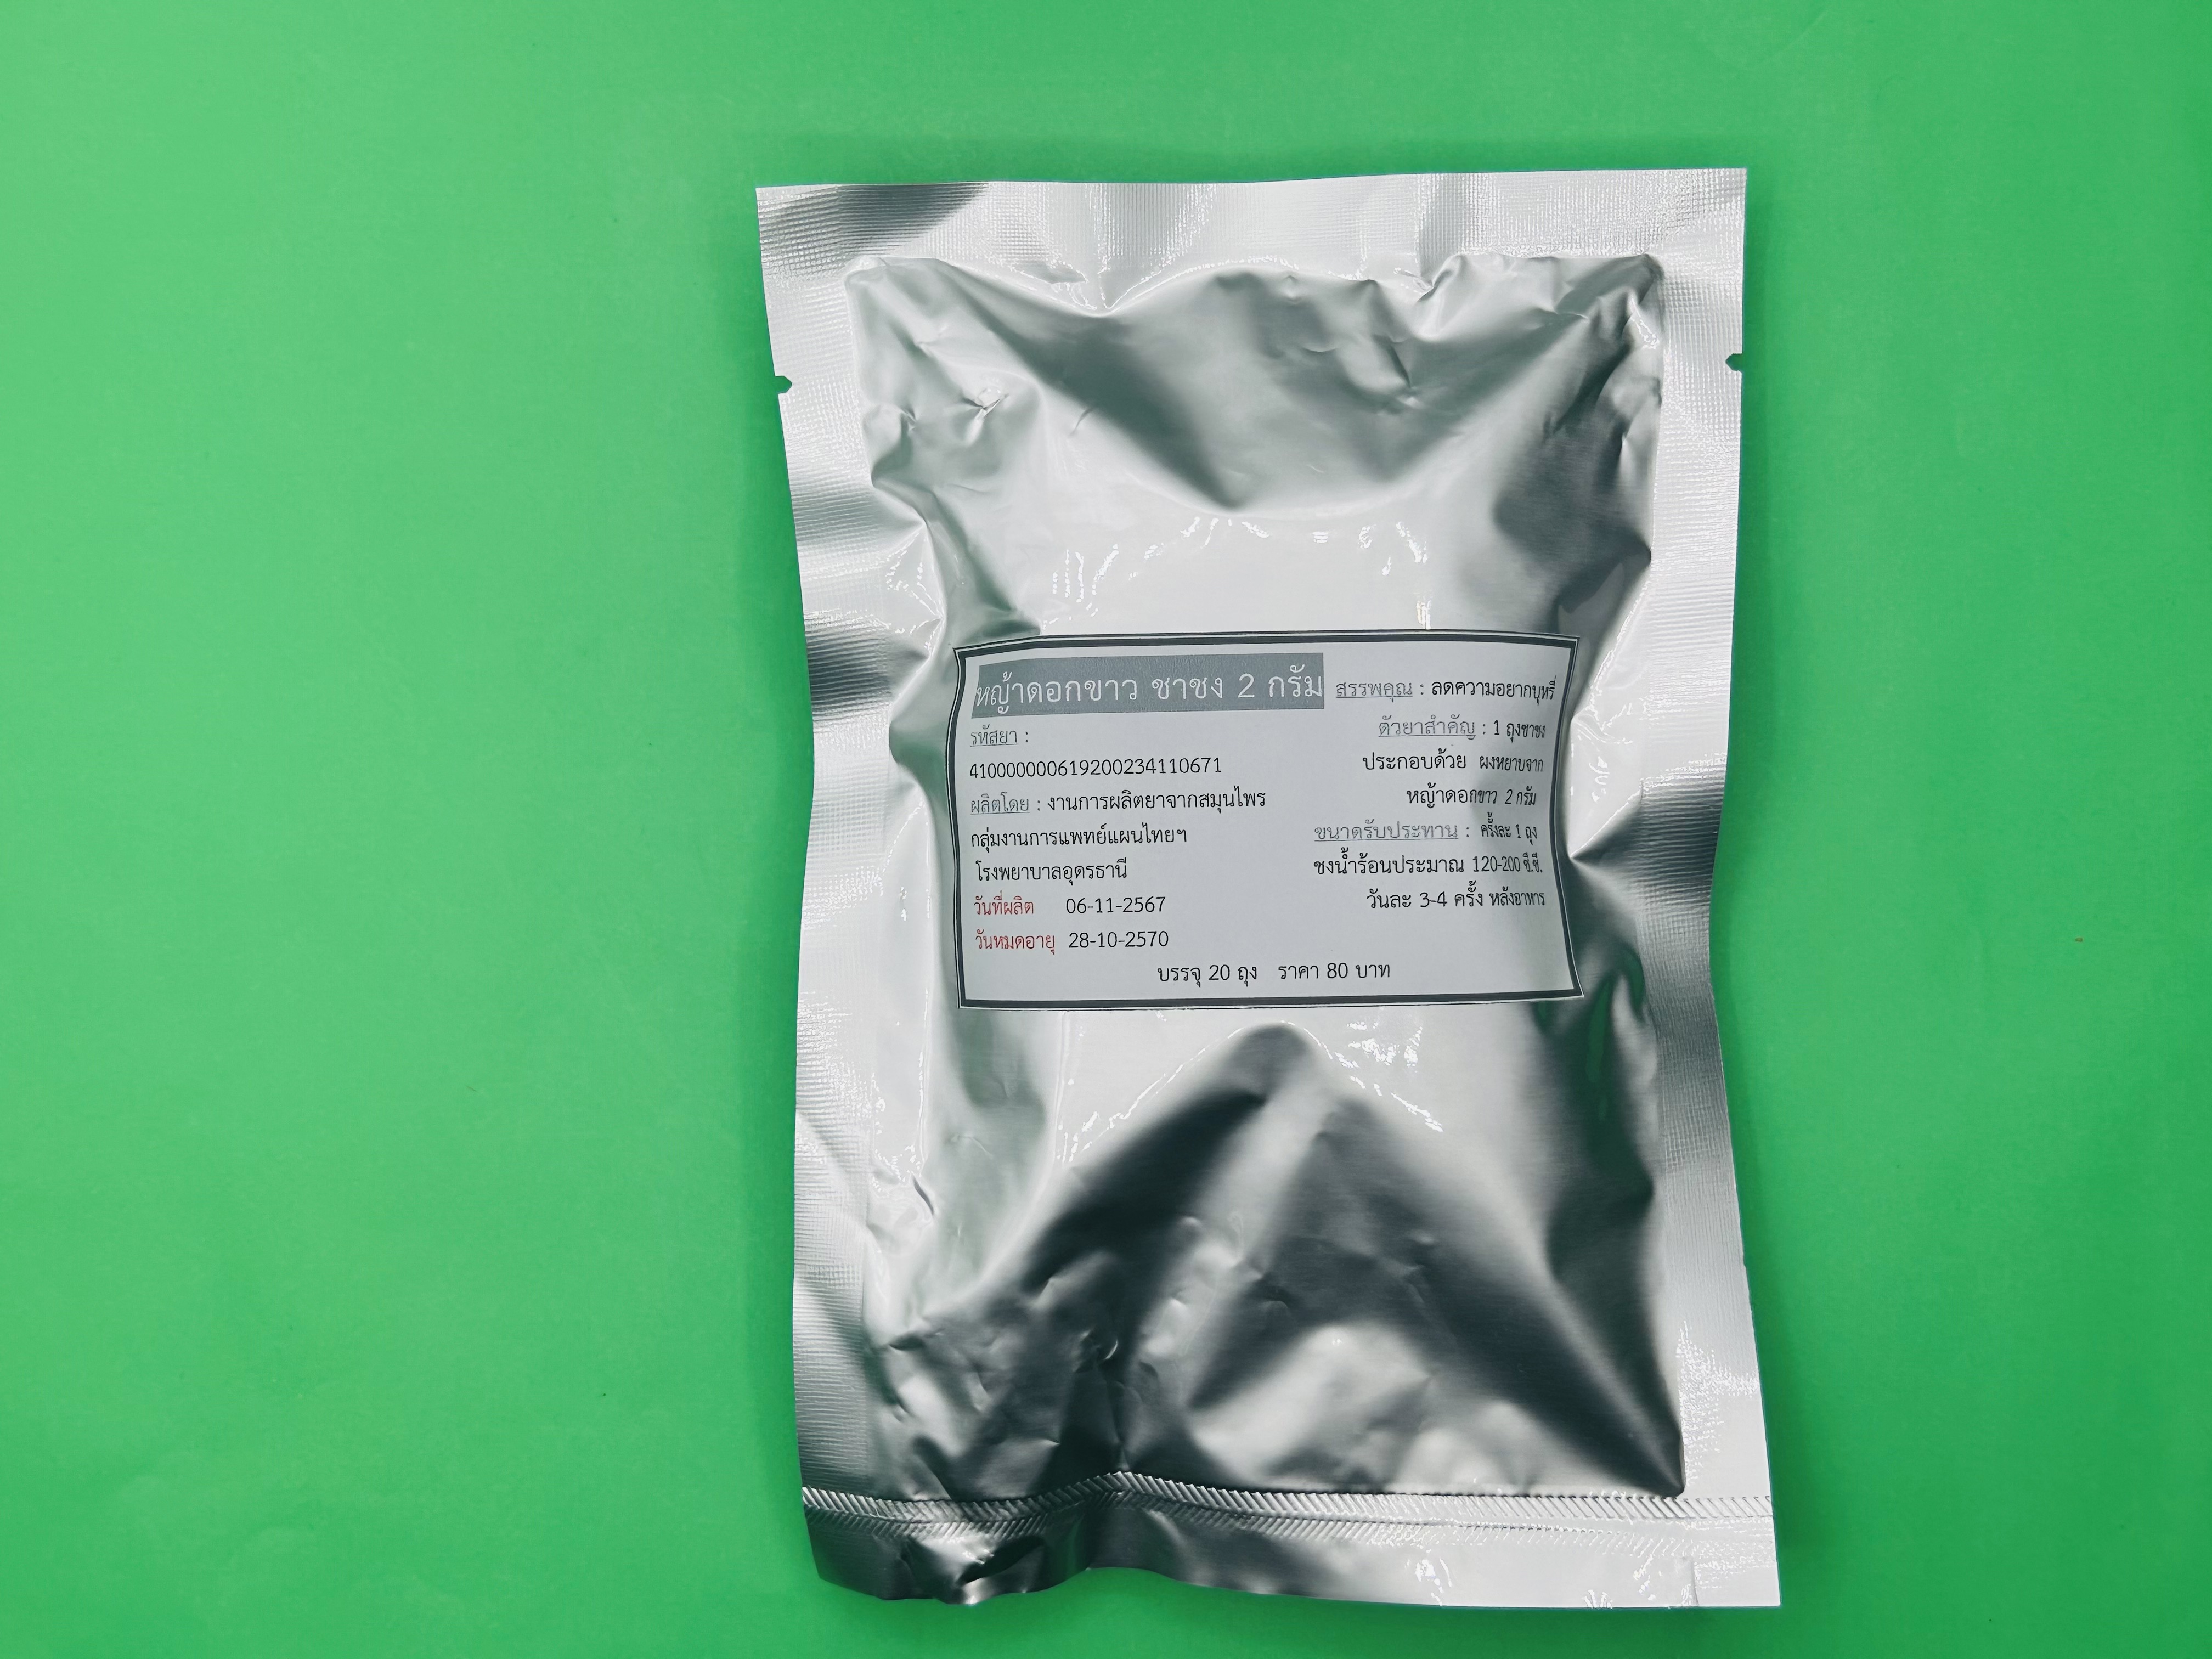 หญ้าดอกขาว ชาชง 2 กรัม
รหัสยา :
410000000619200234110671
ผลิตโดย : งานการผลิตยาจากสมุนไพร
กลุ่มงานการแพทย์แผนไทยฯ
โรงพยาบาลอุดรธานี
วันที่ผลิต 06-11-2567
วันหมดอายุ 28-10-2570
สรรพคุณ : ลดความอยากบุหรี่
ตัวยาสำคัญ : 1 ถุงชาชง
ประกอบด้วย ผงหยาบจาก
หญ้าดอกขาว 2 กรัม
ขนาดรับประทาน : ครั้งละ 1 ถุง
ชงน้ำร้อนประมาณ 120-200 ซี.ซี.
วันละ 3-4 ครั้ง หลังอาหาร
บรรจุ 20 ถุง ราคา 80 บาท